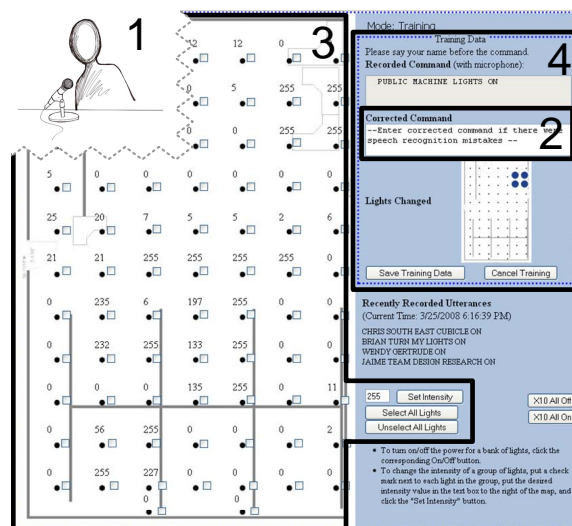 1
3
12 12 0 0
0 5 255 255
0 0 255 255
5 0 0 0 0 0 0
25 20 7 5 5 2 6
21 21 255 255 255 255 0
0 235 6 197 255 0 0
0 232 255 133 255 0 0
0 0 0 135 255 0 11
0 56 255 0 0 0 2
0 255 227 0 0 0 0
0 0
Mode: Training
Training Data
4
Please say your name before the command.
Recorded Command (with microphone):
PUBLIC MACHINE LIGHTS ON
Corrected Command
2
--Enter corrected command if there were
speech recognition mistakes --
Lights Changed
Save Training Data Cancel Training
Recently Recorded Utterances
(Current Time: 3/25/2008 6:16:39 PM)
CHRIS SOUTH EAST CUBICLE ON
BRIAN TURN MY LIGHTS ON
WENDY GERTRUDE ON
JAIME TEAM DESIGN RESEARCH ON
255 Set Intensity X10 All Off
Select All Lights X10 All On
Unselect All Lights
• To turn on/off the power for a bank of lights, click the
corresponding On/Off button.
• To change the intensity of a group of lights, put a check
mark next to each light in the group, put the desired
intensity value in the text box to the right of the map, and
click the "Set Intensity" button.